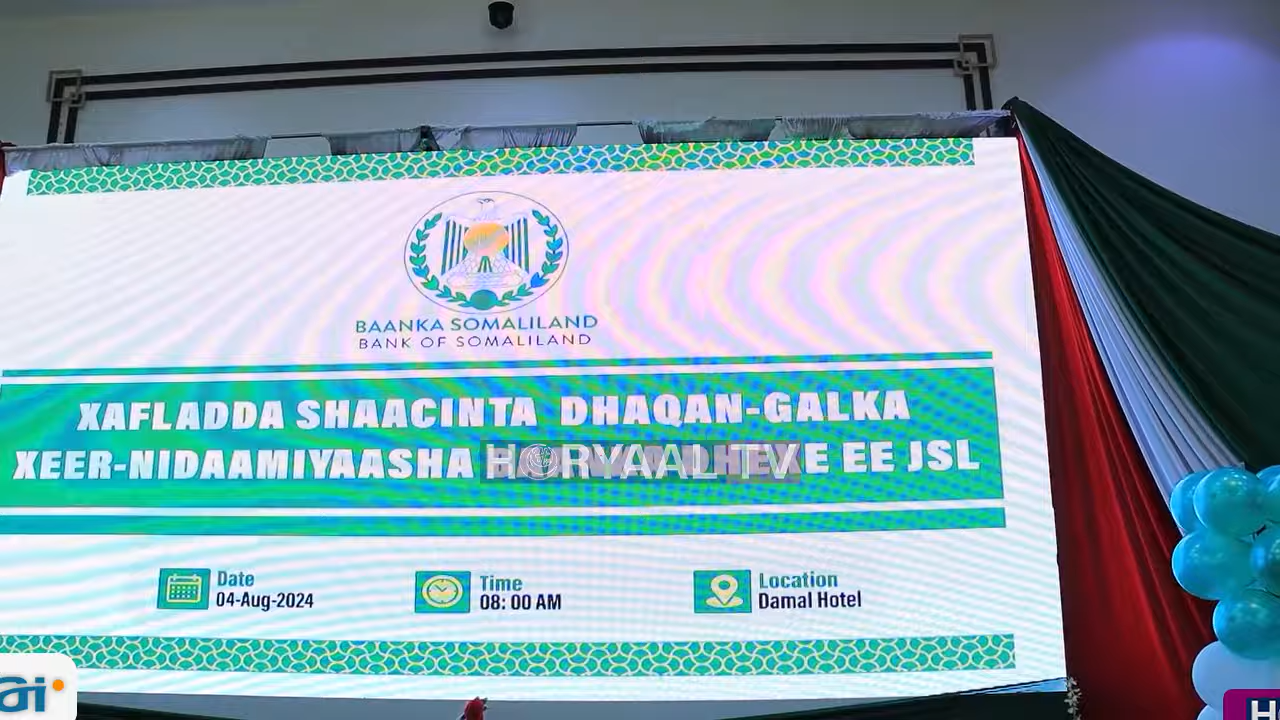 BAANKA SOMALILAND
BANK OF SOMALILAND
XAFLADDA SHAACINTA DHAQAN-GALKA
XEER-NIDAAMIYAASHA EE JSL
HORYAAL TV
Date
04-Aug-2024
Time
08: 00 AM
Location
Damal Hotel